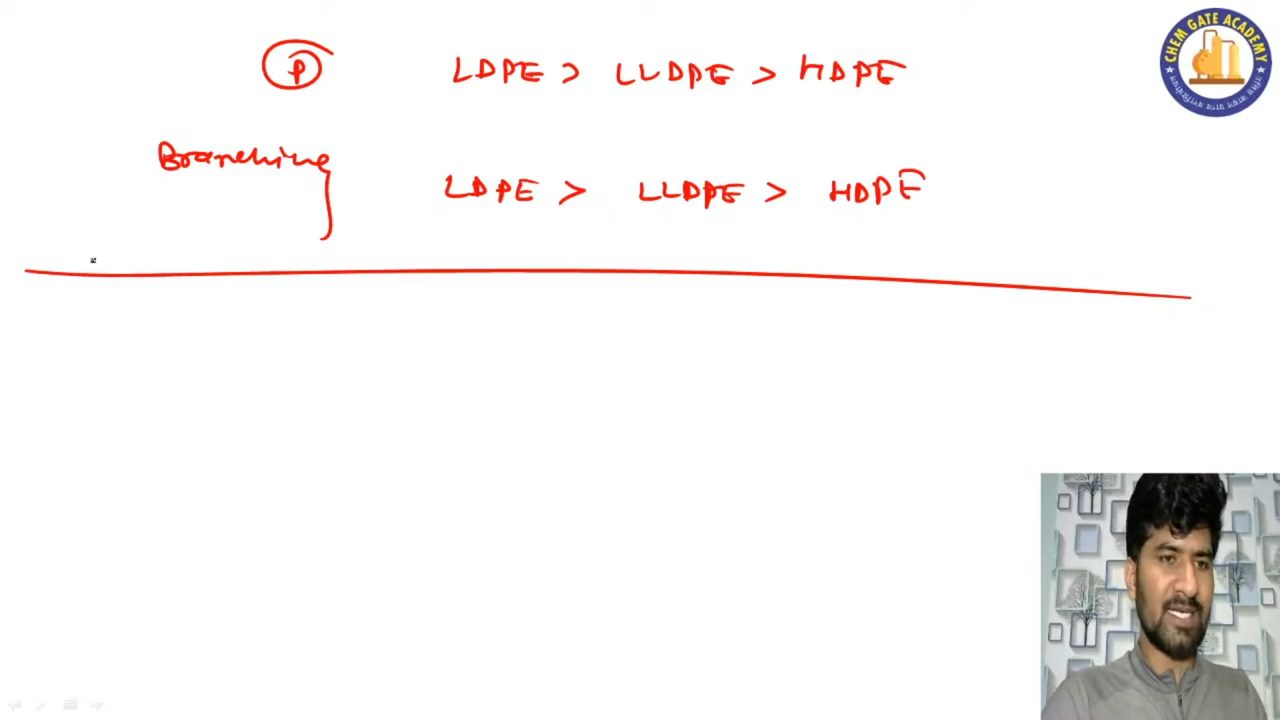 P LDPE > LLDPE > HDPE
Branching } LDPE > LLDPE > HDPE
CHEM GATE ACADEMY